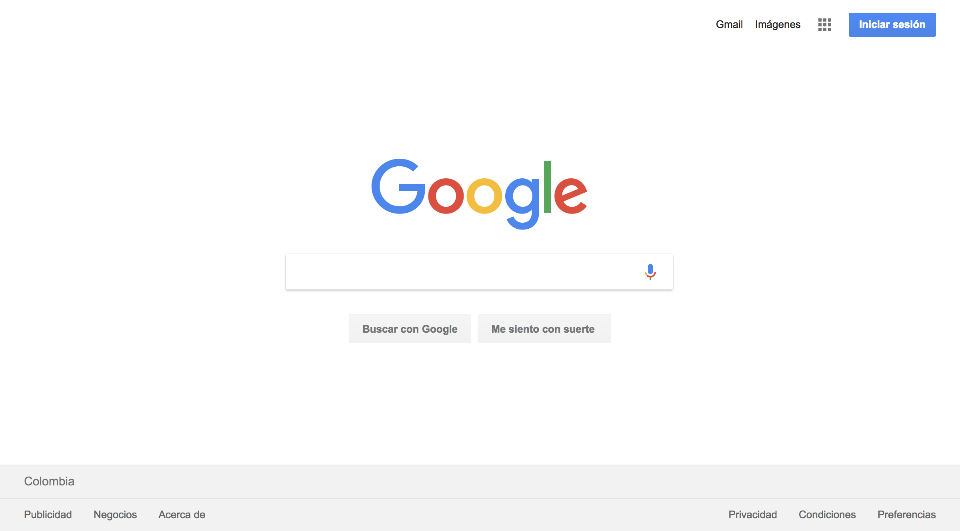 Gmail Imágenes Iniciar sesión
Google
Buscar con Google Me siento con suerte
Colombia
Publicidad Negocios Acerca de Privacidad Condiciones Preferencias